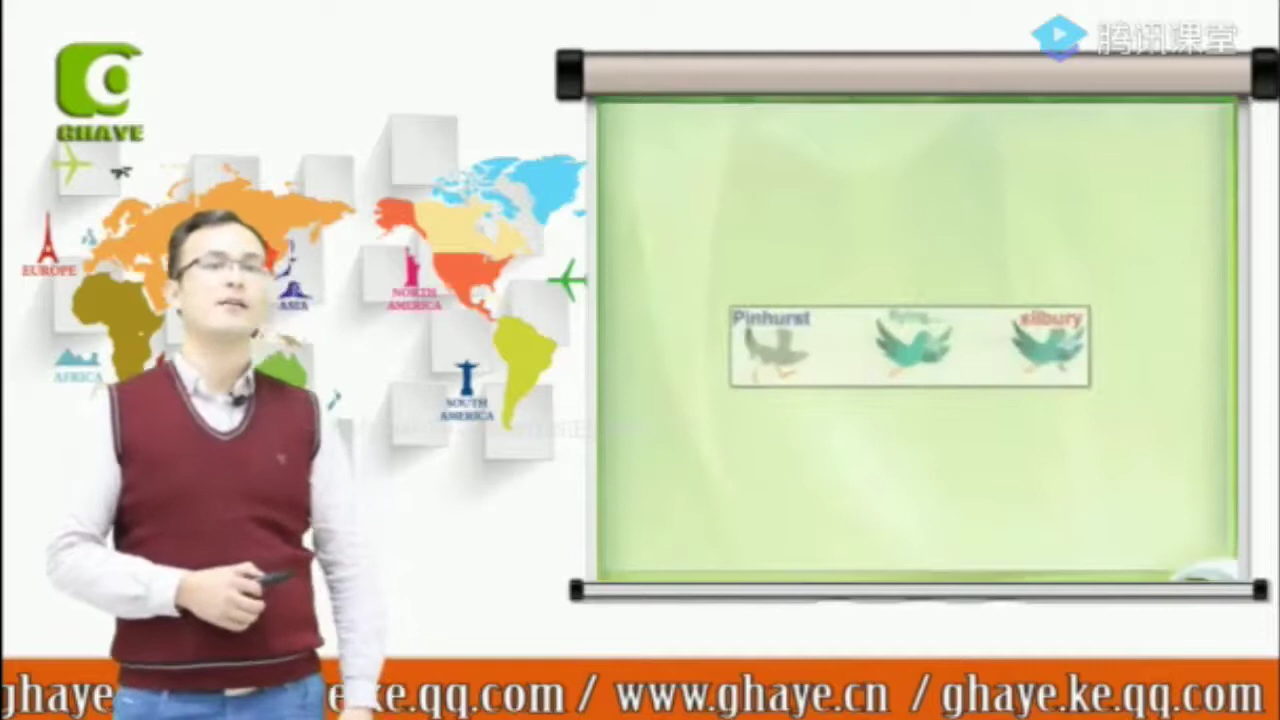 腾讯课堂
GHAYE
EUROPE
ASIA
NORTH
AMERICA
AFRICA
SOUTH
AMERICA
Pinhurst
flying...
silbury
ghaye
e.ke.qq.com / www.ghaye.cn / ghaye.ke.qq.com